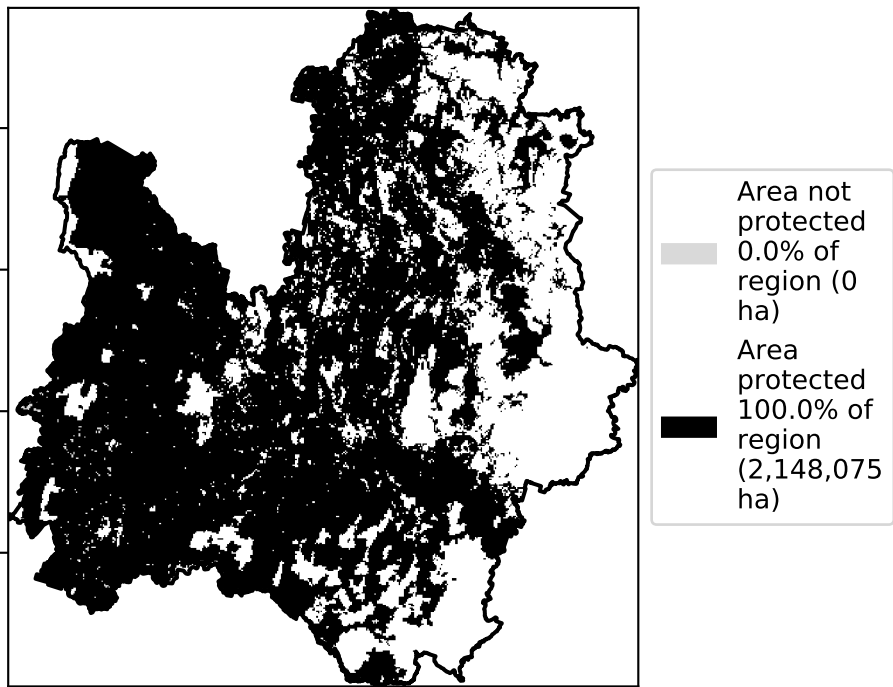 Area not
protected
0.0% of
region (0
ha)
Area
protected
100.0% of
region
(2,148,075
ha)